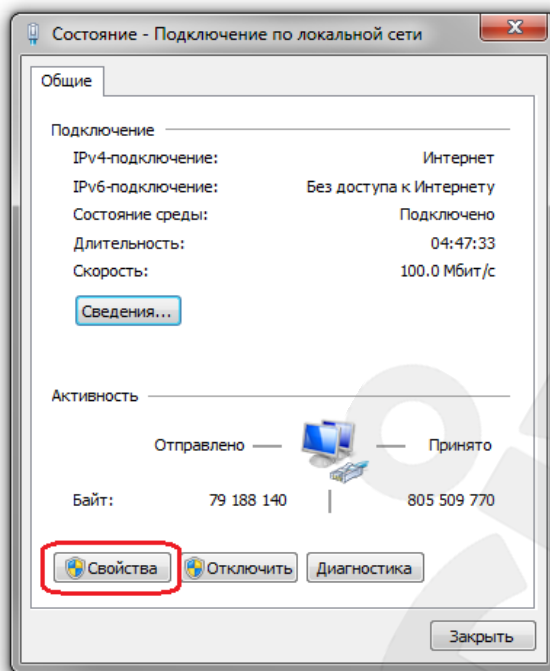 Состояние - Подключение по локальной сети
Общие
Подключение
IPv4-подключение: Интернет
IPv6-подключение: Без доступа к Интернету
Состояние среды: Подключено
Длительность: 04:47:33
Скорость: 100.0 Мбит/с
Сведения...
Активность
Отправлено — — Принято
Байт: 79 188 140 | 805 509 770
Свойства Отключить Диагностика
Закрыть